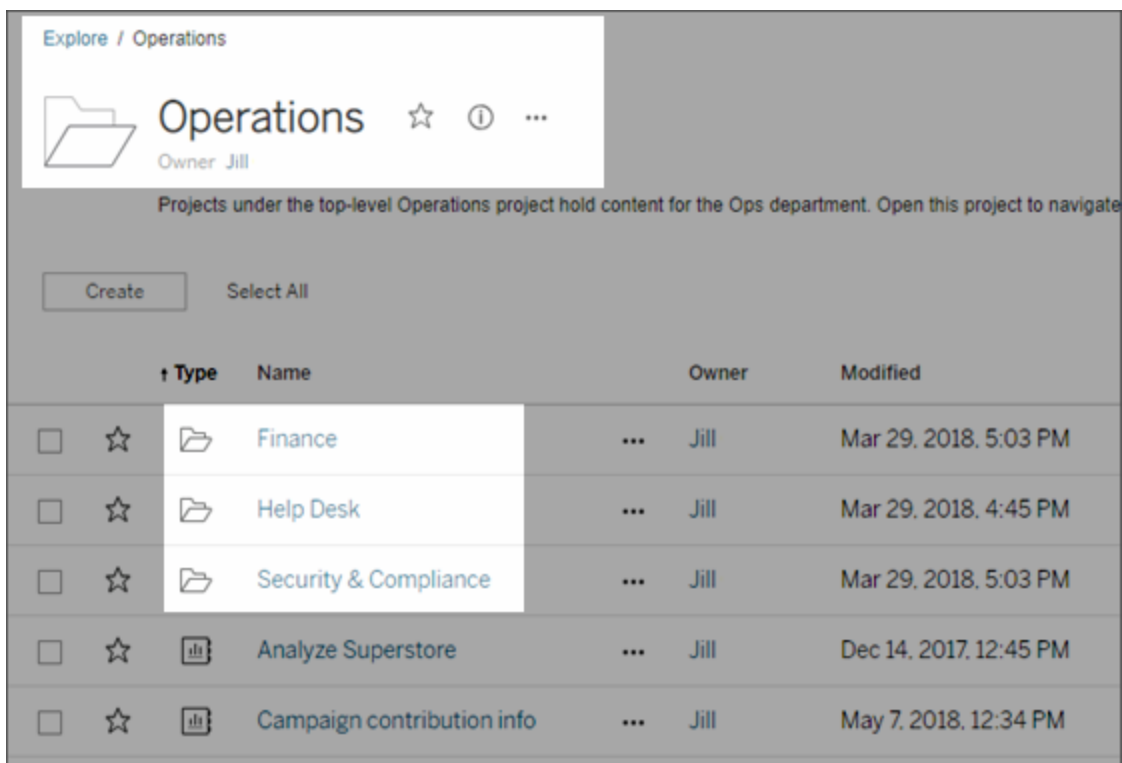 Explore / Operations
Operations
Owner Jill
Projects under the top-level Operations project hold content for the Ops department. Open this project to navigate
Create Select All
↑ Type Name Owner Modified
Finance ••• Jill Mar 29, 2018, 5:03 PM
Help Desk ••• Jill Mar 29, 2018, 4:45 PM
Security & Compliance ••• Jill Mar 29, 2018, 5:03 PM
Analyze Superstore ••• Jill Dec 14, 2017, 12:45 PM
Campaign contribution info ••• Jill May 7, 2018, 12:34 PM